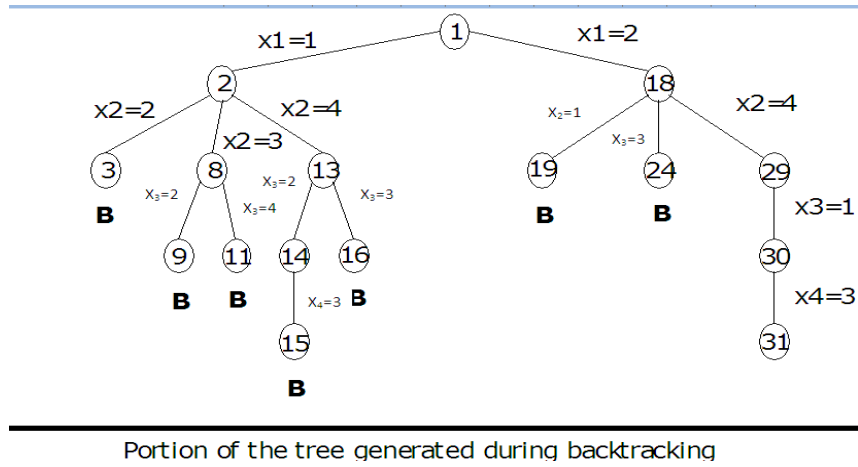 1
x1=1
x1=2
2
18
x2=2
x2=3
x2=4
X₂=1
X₃=3
x2=4
3
8
13
19
24
29
B
X₃=2
X₃=4
X₃=2
X₃=3
B
B
x3=1
9
11
14
16
30
B
B
X₄=3
B
x4=3
15
31
B
Portion of the tree generated during backtracking